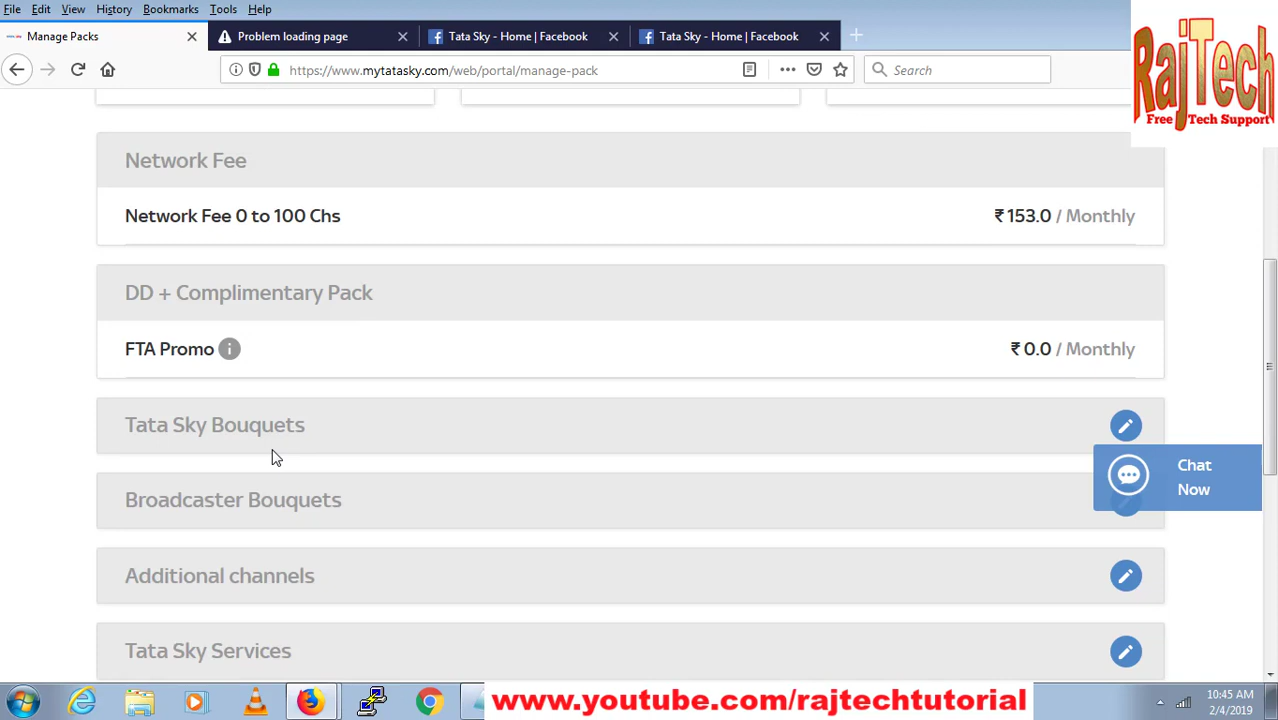 File Edit View History Bookmarks Tools Help
Manage Packs
Problem loading page
Tata Sky - Home | Facebook
Tata Sky - Home | Facebook
https://www.mytatasky.com/web/portal/manage-pack
Search
RajTech
Free Tech Support
Network Fee
Network Fee 0 to 100 Chs
₹ 153.0 / Monthly
DD + Complimentary Pack
FTA Promo
₹ 0.0 / Monthly
Tata Sky Bouquets
Chat
Now
Broadcaster Bouquets
Additional channels
Tata Sky Services
www.youtube.com/rajtechtutorial
10:45 AM
2/4/2019